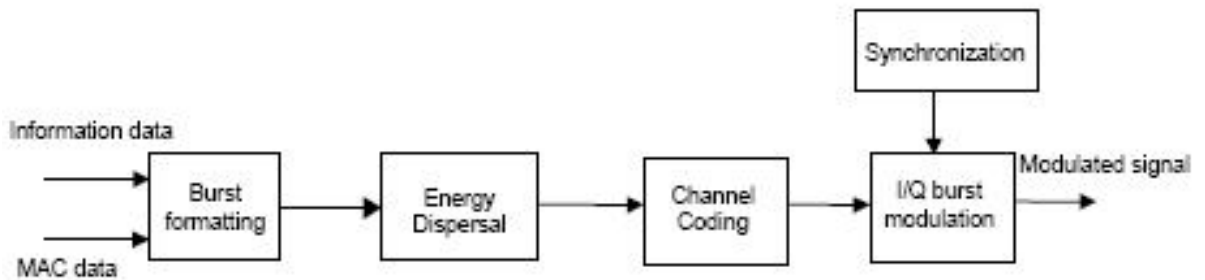 Synchronization
Information data
Burst
formatting
Energy
Dispersal
Channel
Coding
I/Q burst
modulation
Modulated signal
MAC data